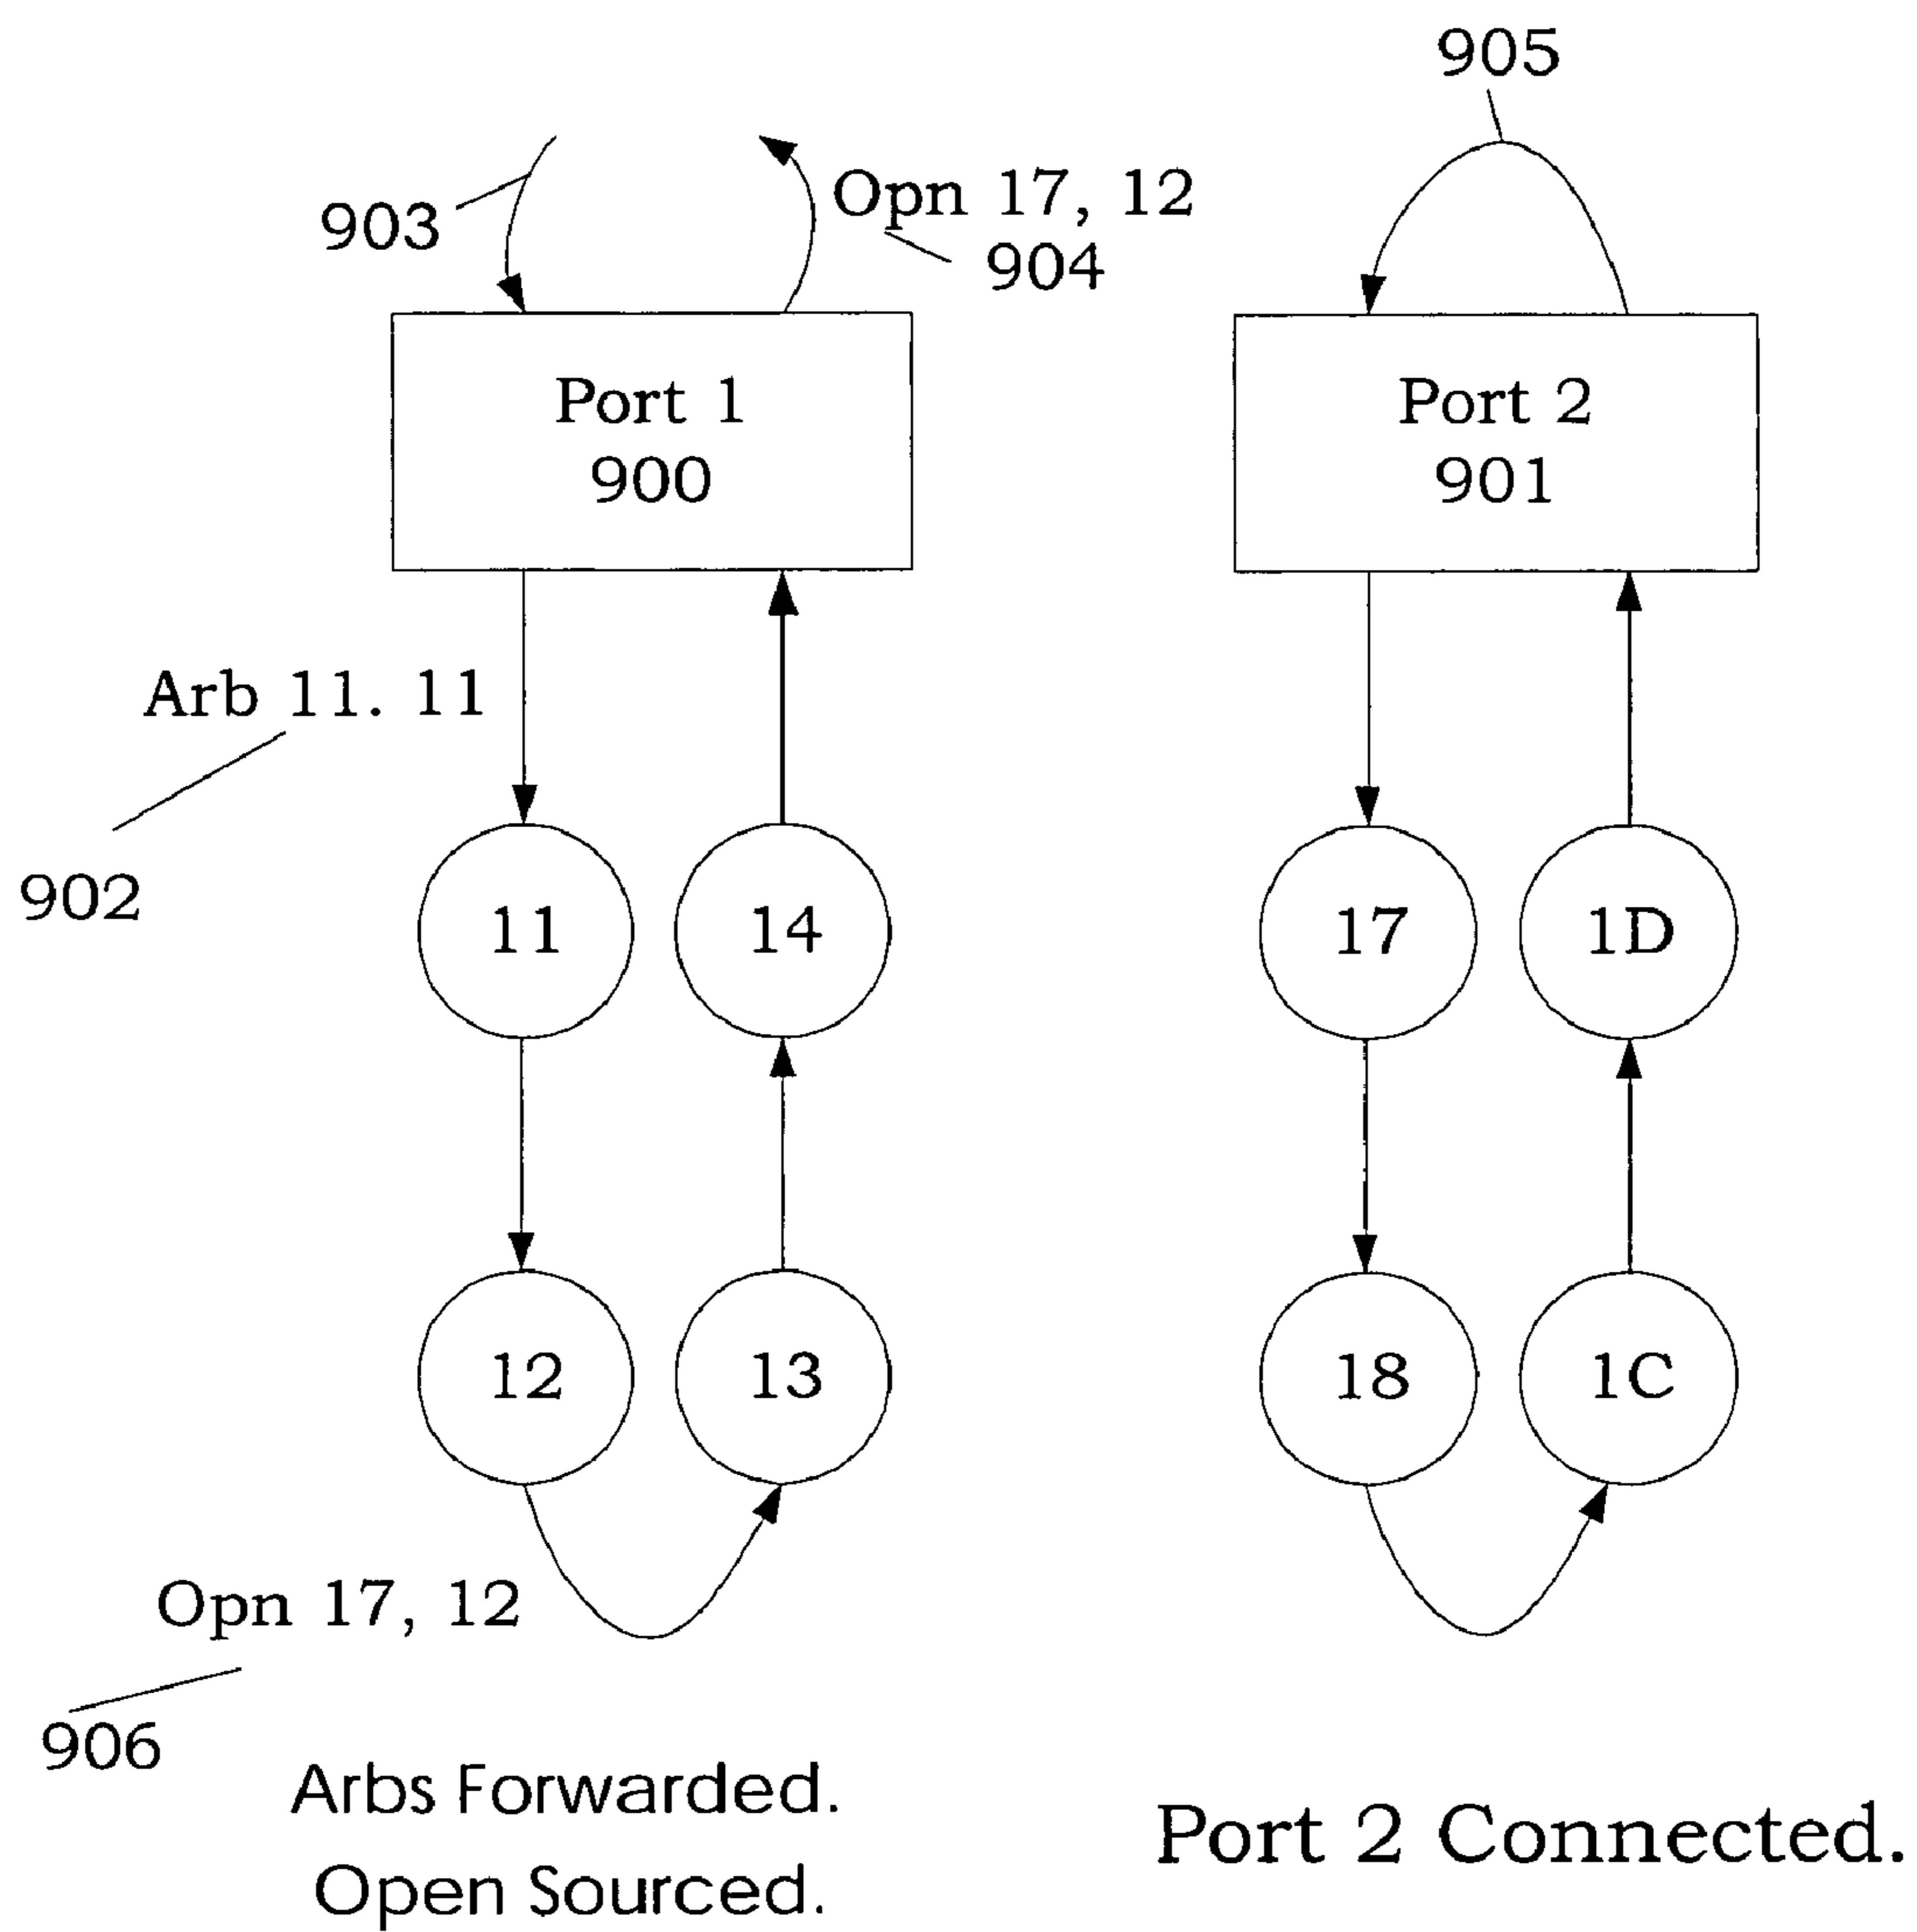 905
Opn 17, 12
903
904
Port 1
900
Port 2
901
Arb 11. 11
902
11
14
17
1D
12
13
18
1C
Opn 17, 12
906
Arbs Forwarded.
Open Sourced.
Port 2 Connected.